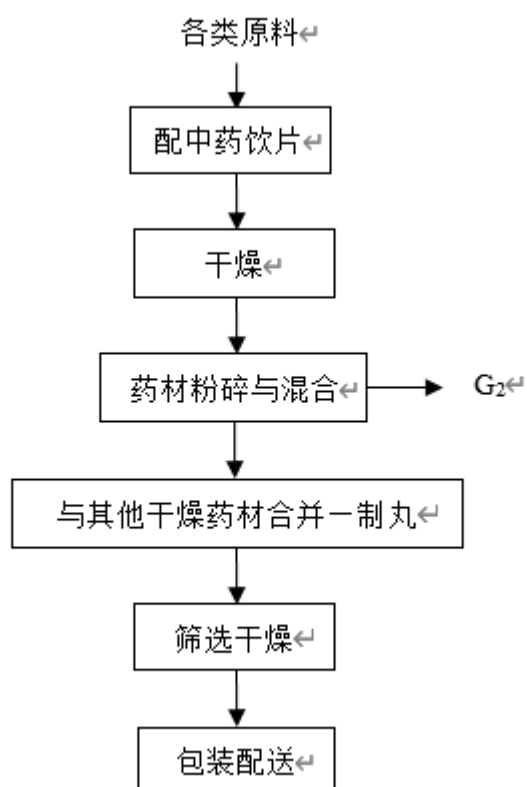 各类原料↵
配中药饮片↵
干燥↵
药材粉碎与混合↵
G₂↵
与其他干燥药材合并一制丸↵
筛选干燥↵
包装配送↵